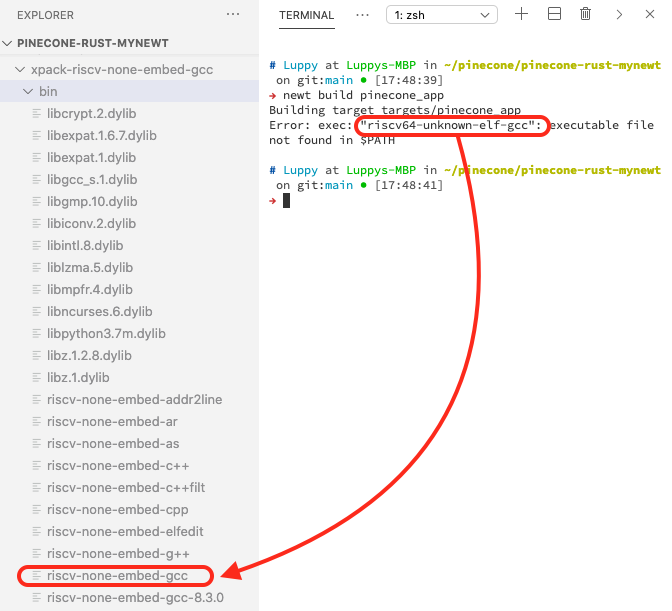 EXPLORER
PINECONE-RUST-MYNEWT
xpack-riscv-none-embed-gcc
bin
libcrypt.2.dylib
libexpat.1.6.7.dylib
libexpat.1.dylib
libgcc_s.1.dylib
libgmp.10.dylib
libiconv.2.dylib
libintl.8.dylib
liblzma.5.dylib
libmpfr.4.dylib
libncurses.6.dylib
libpython3.7m.dylib
libz.1.2.8.dylib
libz.1.dylib
riscv-none-embed-addr2line
riscv-none-embed-ar
riscv-none-embed-as
riscv-none-embed-c++
riscv-none-embed-c++filt
riscv-none-embed-cpp
riscv-none-embed-elfedit
riscv-none-embed-g++
riscv-none-embed-gcc
riscv-none-embed-gcc-8.3.0
TERMINAL
1: zsh
# Luppy at Luppys-MBP in ~/pinecone/pinecone-rust-mynewt
on git:main ● [17:48:39]
→ newt build pinecone_app
Building target targets/pinecone_app
Error: exec: "riscv64-unknown-elf-gcc": executable file
not found in $PATH
# Luppy at Luppys-MBP in ~/pinecone/pinecone-rust-mynewt
on git:main ● [17:48:41]
→